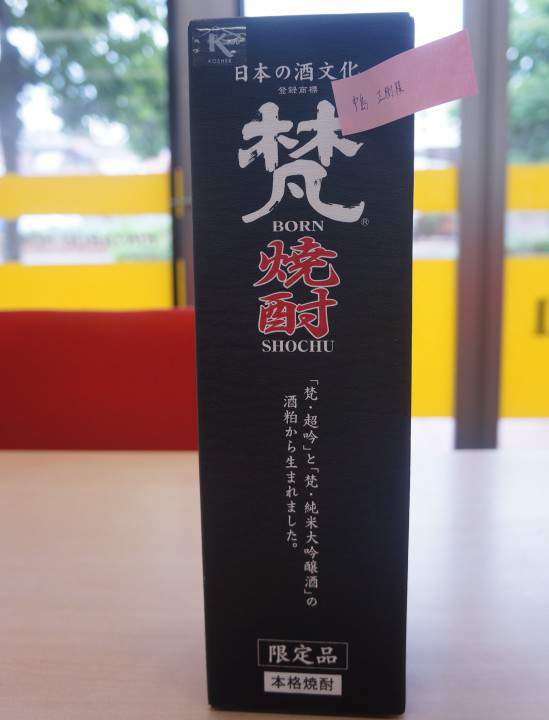 K
KOSHER
日本の酒文化
登録商標
梵
®
BORN
焼酎
SHOCHU
「梵・超吟」と「梵・純米大吟醸酒」の
酒粕から生まれました。
限定品
本格焼酎